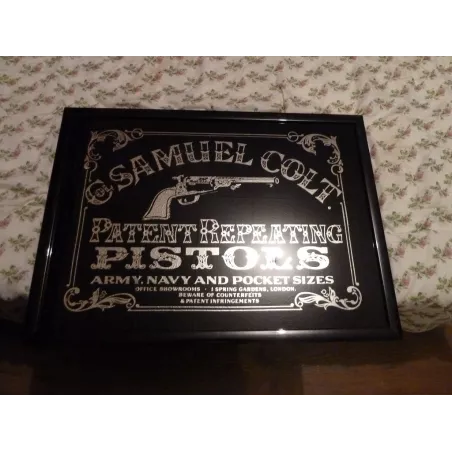 Col. SAMUEL COLT.
PATENT REPEATING
PISTOLS
ARMY, NAVY AND POCKET SIZES
OFFICE SHOWROOMS · 1 SPRING GARDENS, LONDON.
BEWARE OF COUNTERFEITS
& PATENT INFRINGEMENTS